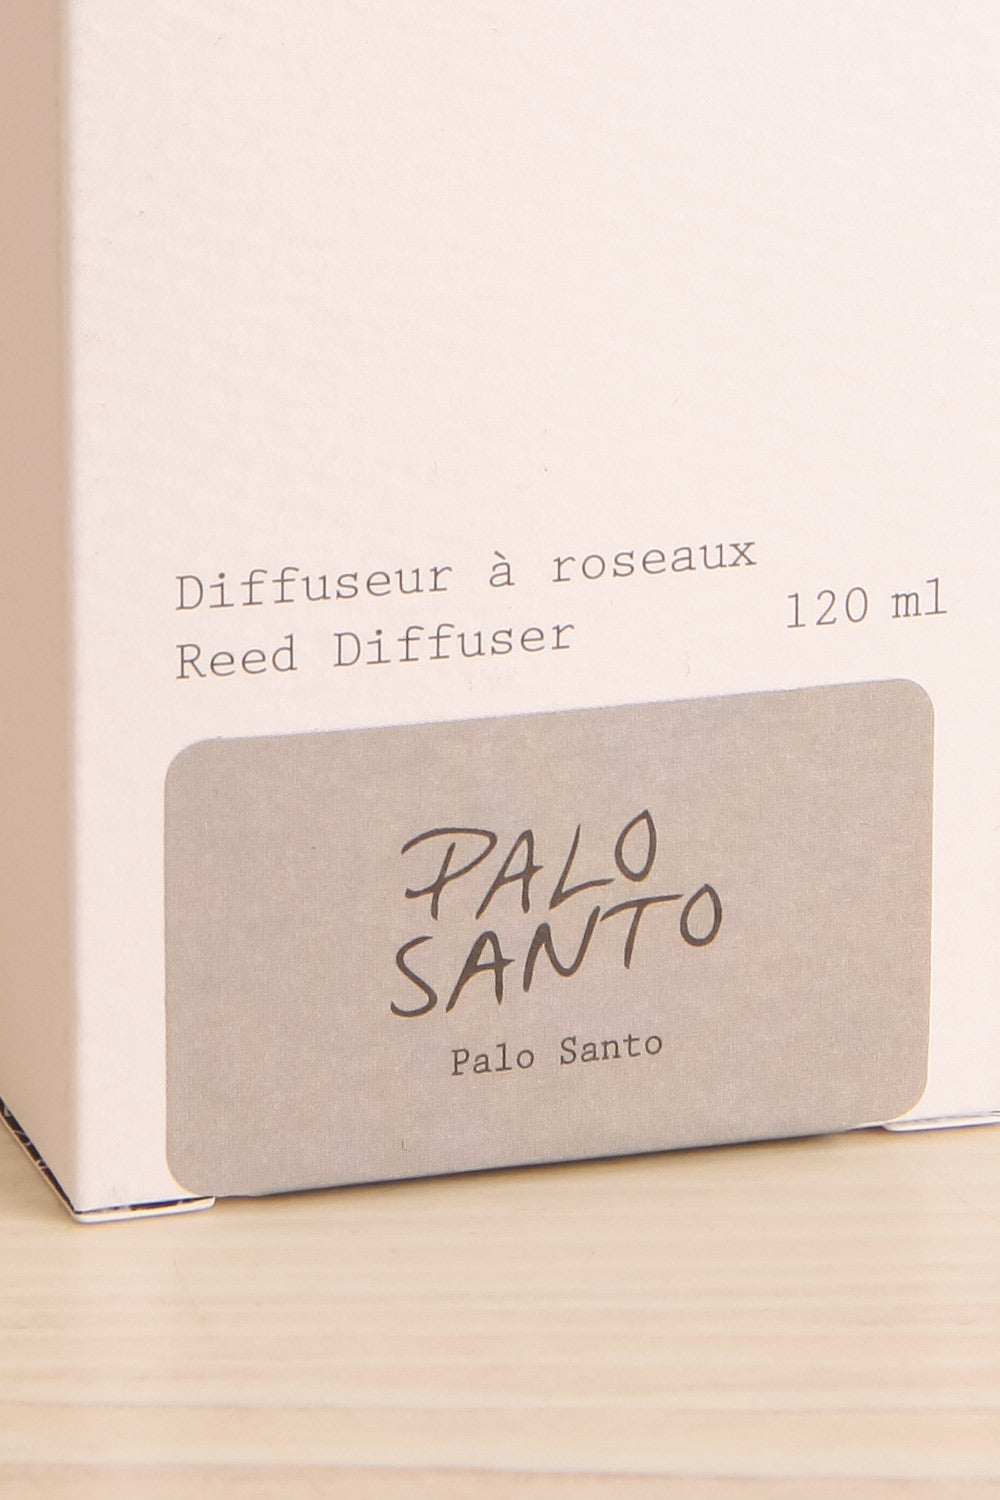 Diffuseur à roseaux
Reed Diffuser
120 ml
PALO
SANTO
Palo Santo